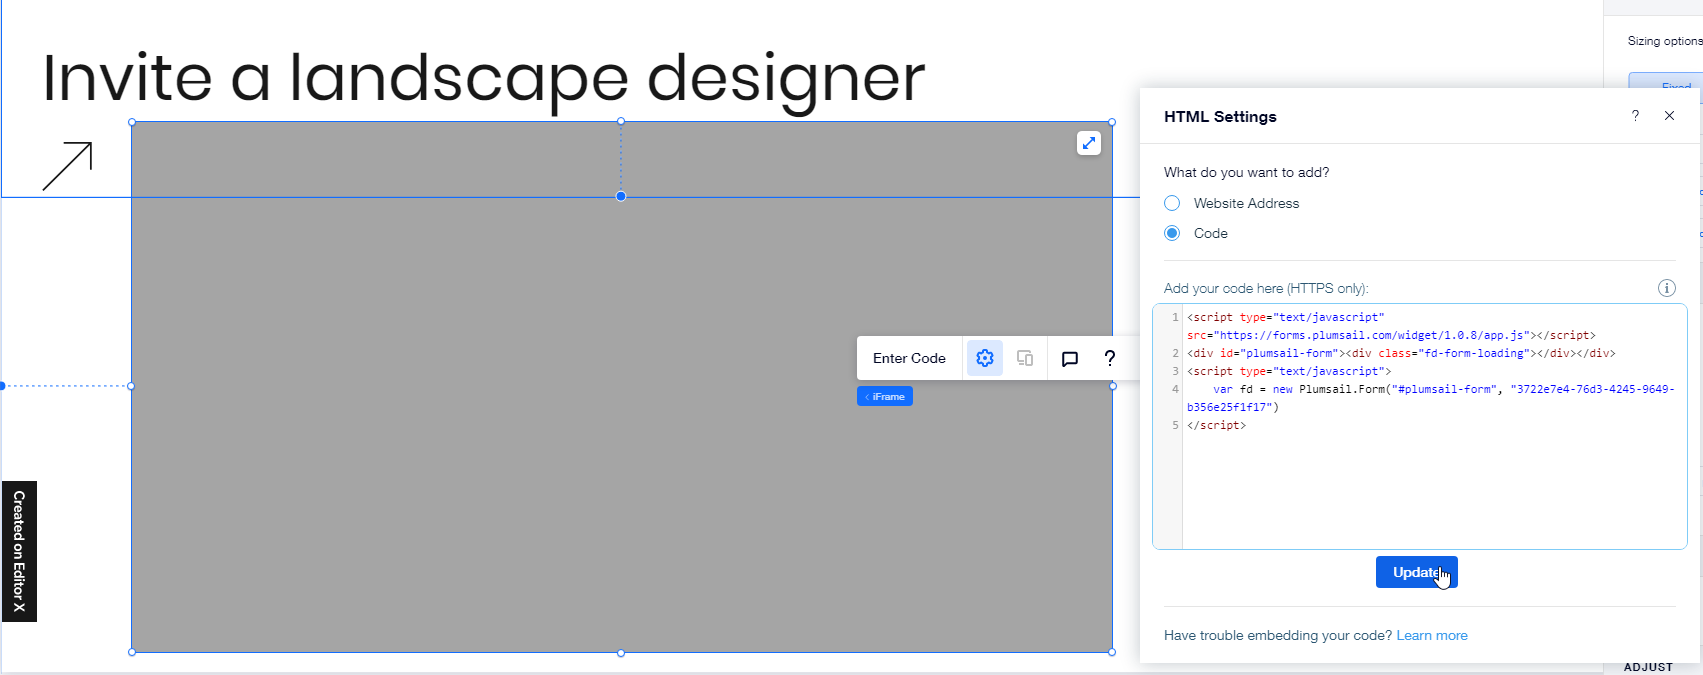 Invite a landscape designer
Sizing options
Fixed
HTML Settings
?
What do you want to add?
Website Address
Code
Add your code here (HTTPS only):
1 <script type="text/javascript"
src="https://forms.plumsail.com/widget/1.0.8/app.js"></script>
2 <div id="plumsail-form"><div class="fd-form-loading"></div></div>
3 <script type="text/javascript">
4 var fd = new Plumsail.Form("#plumsail-form", "3722e7e4-76d3-4245-9649-
b356e25f1f17")
5 </script>
Enter Code
?
‹ iFrame
Update
Have trouble embedding your code? Learn more
ADJUST
Created on Editor X